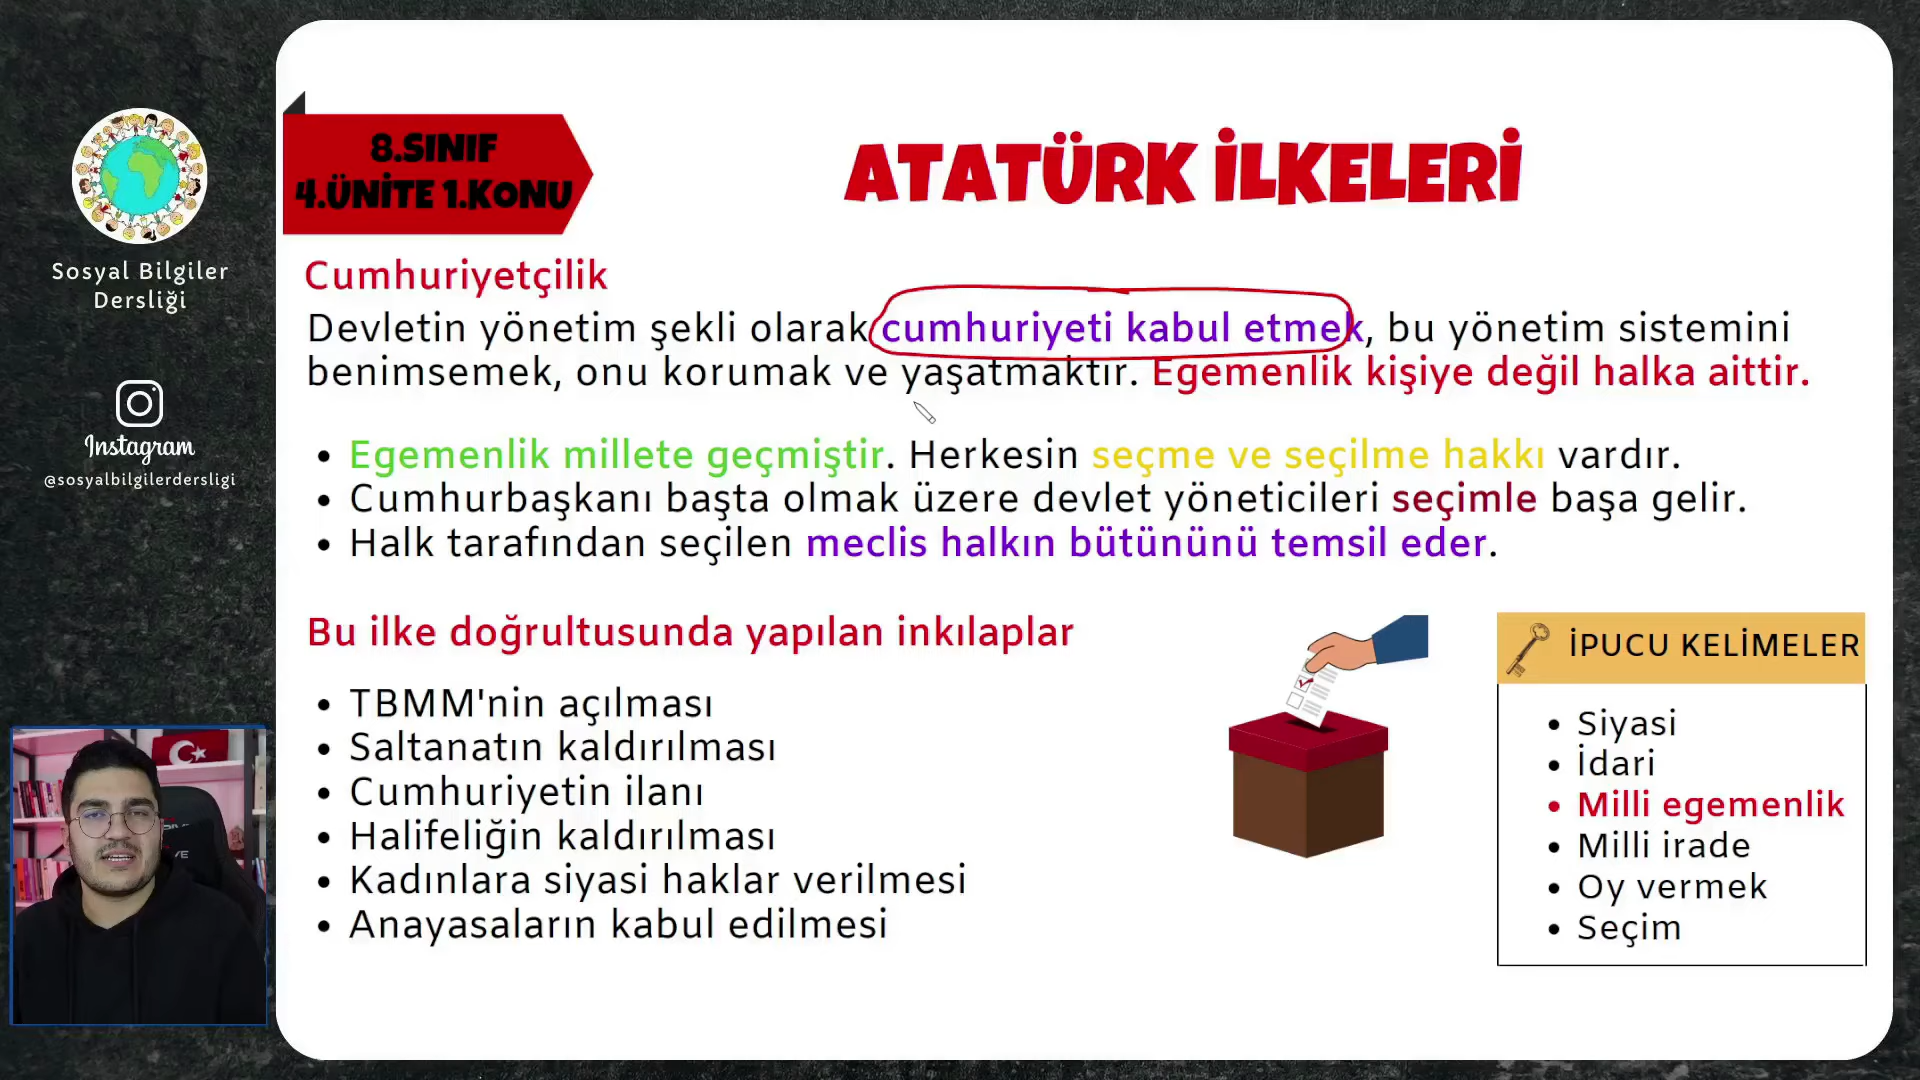 8.SINIF
4.ÜNİTE 1.KONU
ATATÜRK İLKELERİ
Sosyal Bilgiler
Dersliği
Instagram
@sosyalbilgilerdersligi
Cumhuriyetçilik
Devletin yönetim şekli olarak cumhuriyeti kabul etmek, bu yönetim sistemini
benimsemek, onu korumak ve yaşatmaktır. Egemenlik kişiye değil halka aittir.
• Egemenlik millete geçmiştir. Herkesin seçme ve seçilme hakkı vardır.
• Cumhurbaşkanı başta olmak üzere devlet yöneticileri seçimle başa gelir.
• Halk tarafından seçilen meclis halkın bütününü temsil eder.
Bu ilke doğrultusunda yapılan inkılaplar
• TBMM'nin açılması
• Saltanatın kaldırılması
• Cumhuriyetin ilanı
• Halifeliğin kaldırılması
• Kadınlara siyasi haklar verilmesi
• Anayasaların kabul edilmesi
İPUCU KELİMELER
• Siyasi
• İdari
• Milli egemenlik
• Milli irade
• Oy vermek
• Seçim